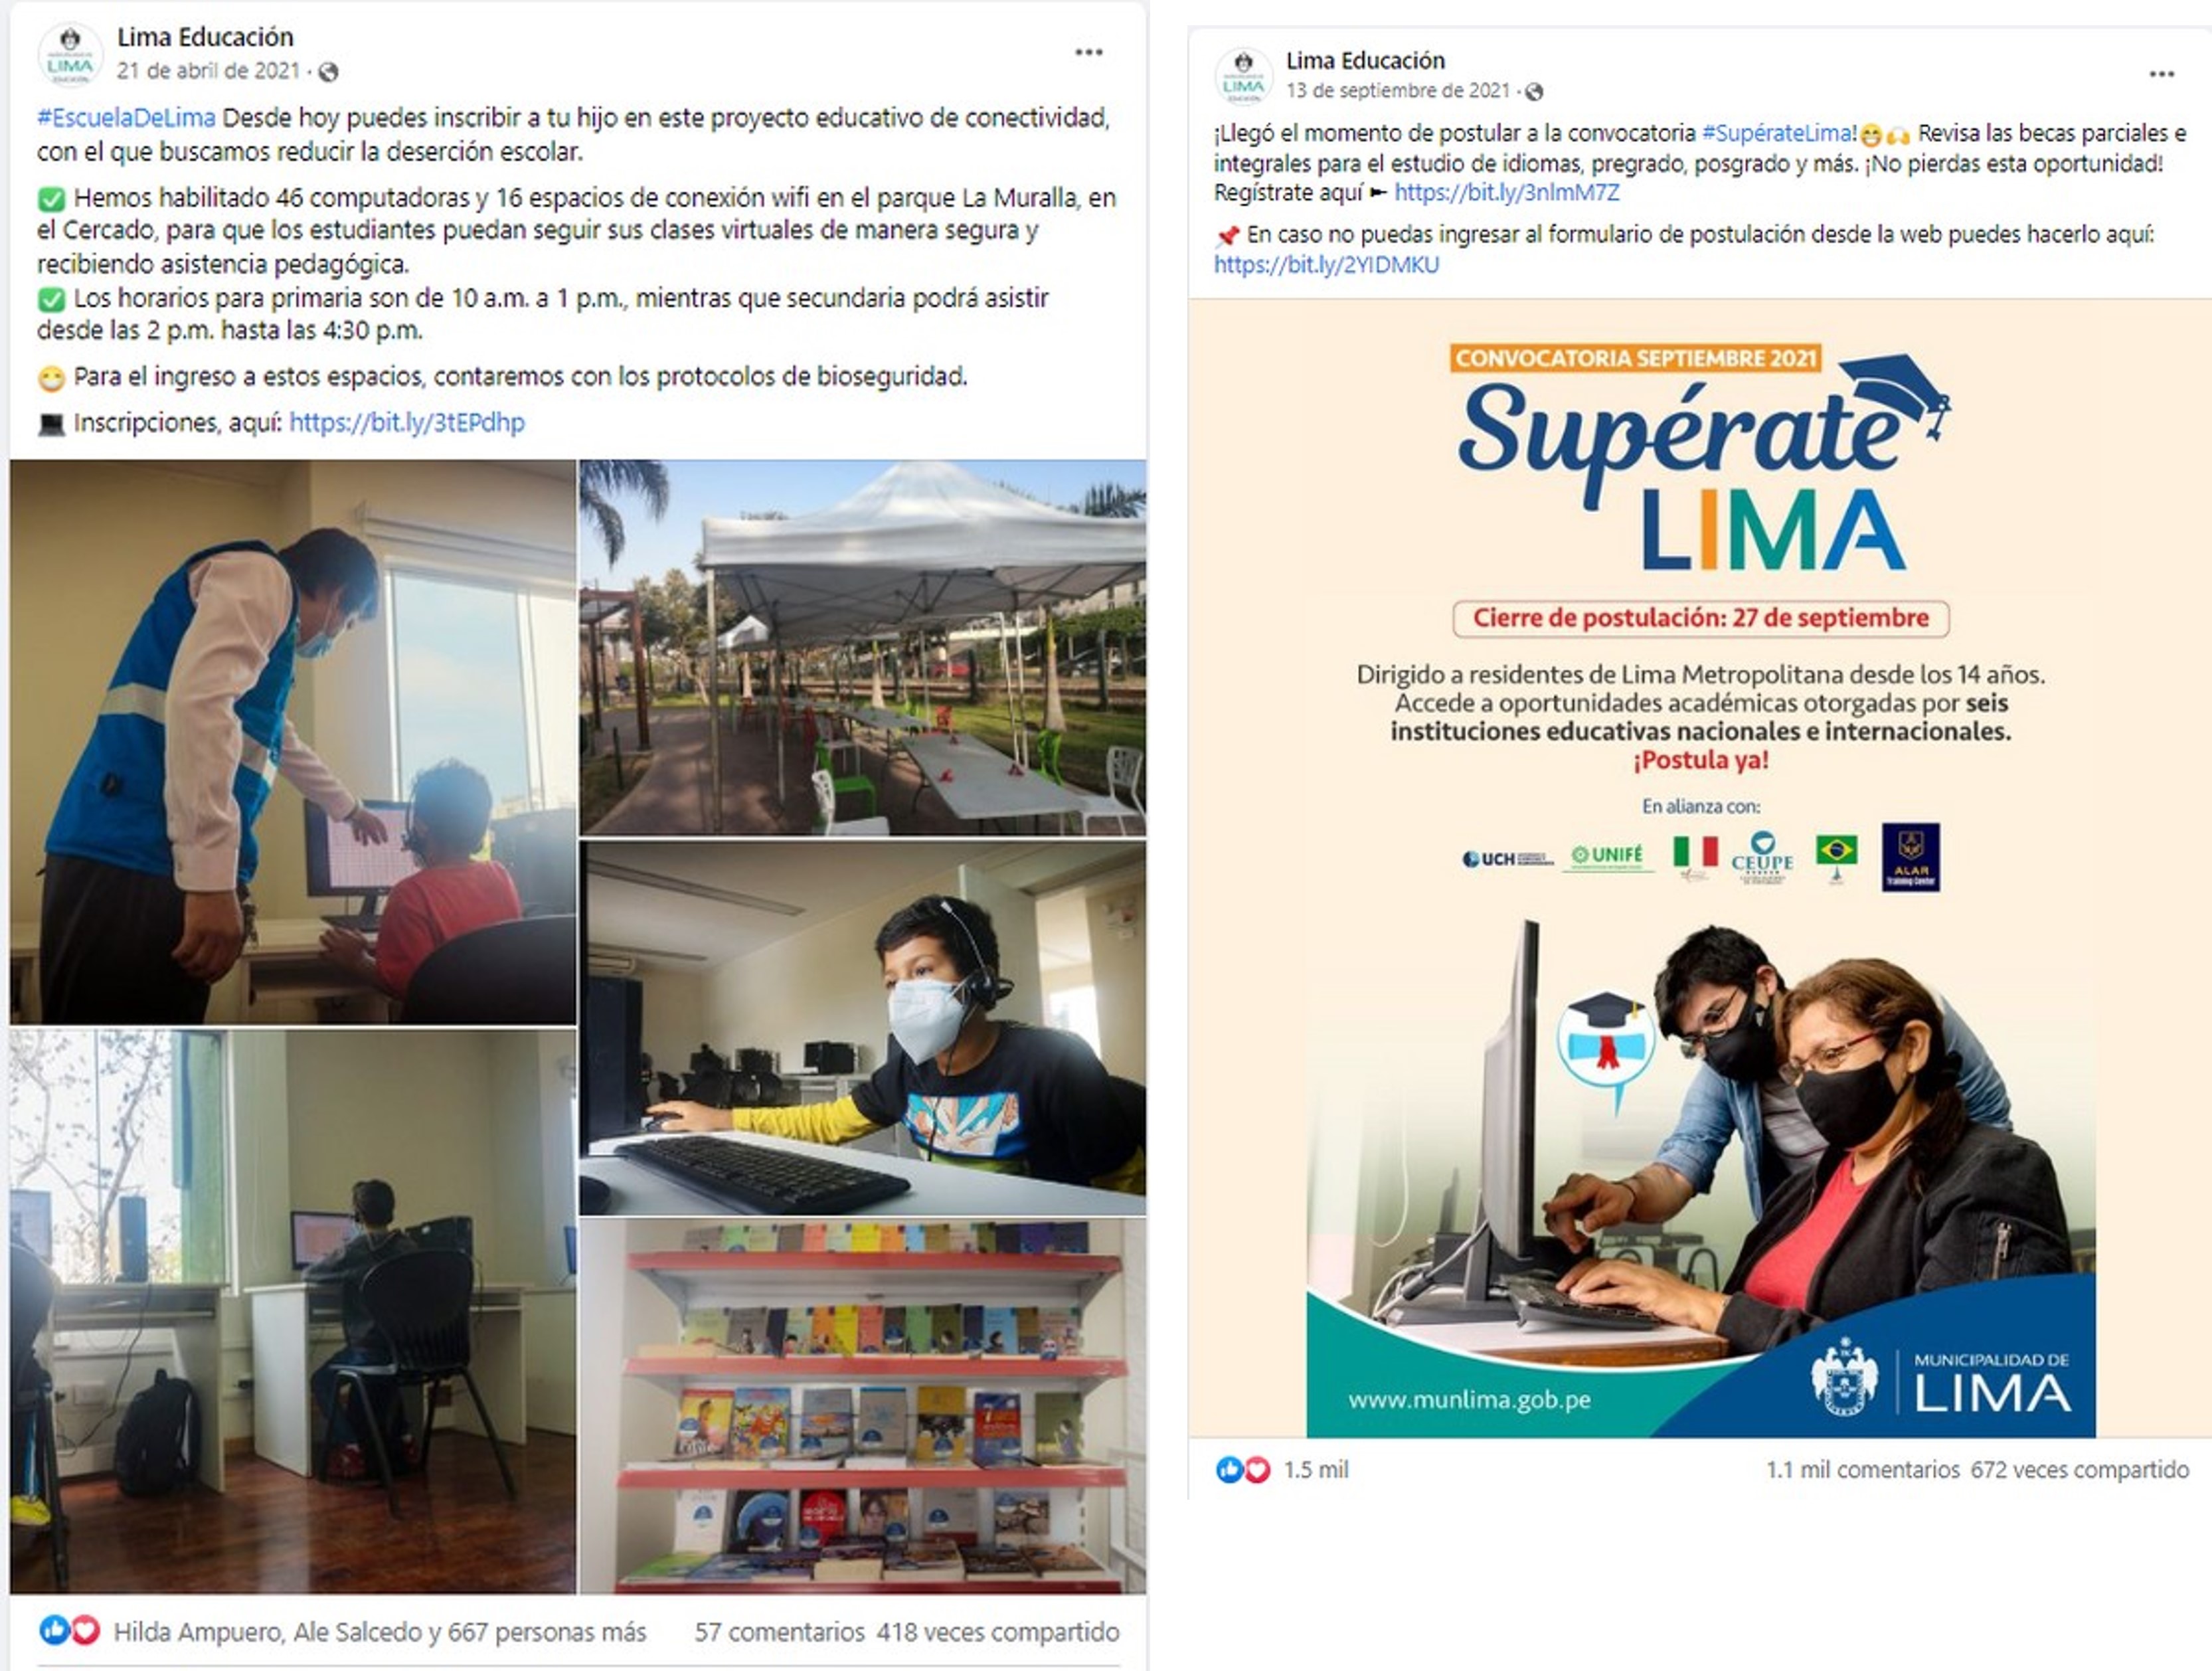 Lima Educación
21 de abril de 2021 ·
#EscuelaDeLima Desde hoy puedes inscribir a tu hijo en este proyecto educativo de conectividad,
con el que buscamos reducir la deserción escolar.
Hemos habilitado 46 computadoras y 16 espacios de conexión wifi en el parque La Muralla, en
el Cercado, para que los estudiantes puedan seguir sus clases virtuales de manera segura y
recibiendo asistencia pedagógica.
Los horarios para primaria son de 10 a.m. a 1 p.m., mientras que secundaria podrá asistir
desde las 2 p.m. hasta las 4:30 p.m.
Para el ingreso a estos espacios, contaremos con los protocolos de bioseguridad.
Inscripciones, aquí: https://bit.ly/3tEPdhp
Hilda Ampuero, Ale Salcedo y 667 personas más
57 comentarios 418 veces compartido
LIMA
Lima Educación
13 de septiembre de 2021 ·
¡Llegó el momento de postular a la convocatoria #SupérateLima! Revisa las becas parciales e
integrales para el estudio de idiomas, pregrado, posgrado y más. ¡No pierdas esta oportunidad!
Regístrate aquí https://bit.ly/3nlmM7Z
En caso no puedas ingresar al formulario de postulación desde la web puedes hacerlo aquí:
https://bit.ly/2YIDMKU
LIMA
CONVOCATORIA SEPTIEMBRE 2021
Supérate
LIMA
Cierre de postulación: 27 de septiembre
Dirigido a residentes de Lima Metropolitana desde los 14 años.
Accede a oportunidades académicas otorgadas por seis
instituciones educativas nacionales e internacionales.
¡Postula ya!
En alianza con:
UCH
UNIFÉ
CEUPE
ALAR
Training Center
www.munlima.gob.pe
MUNICIPALIDAD DE
LIMA
1.5 mil
1.1 mil comentarios 672 veces compartido